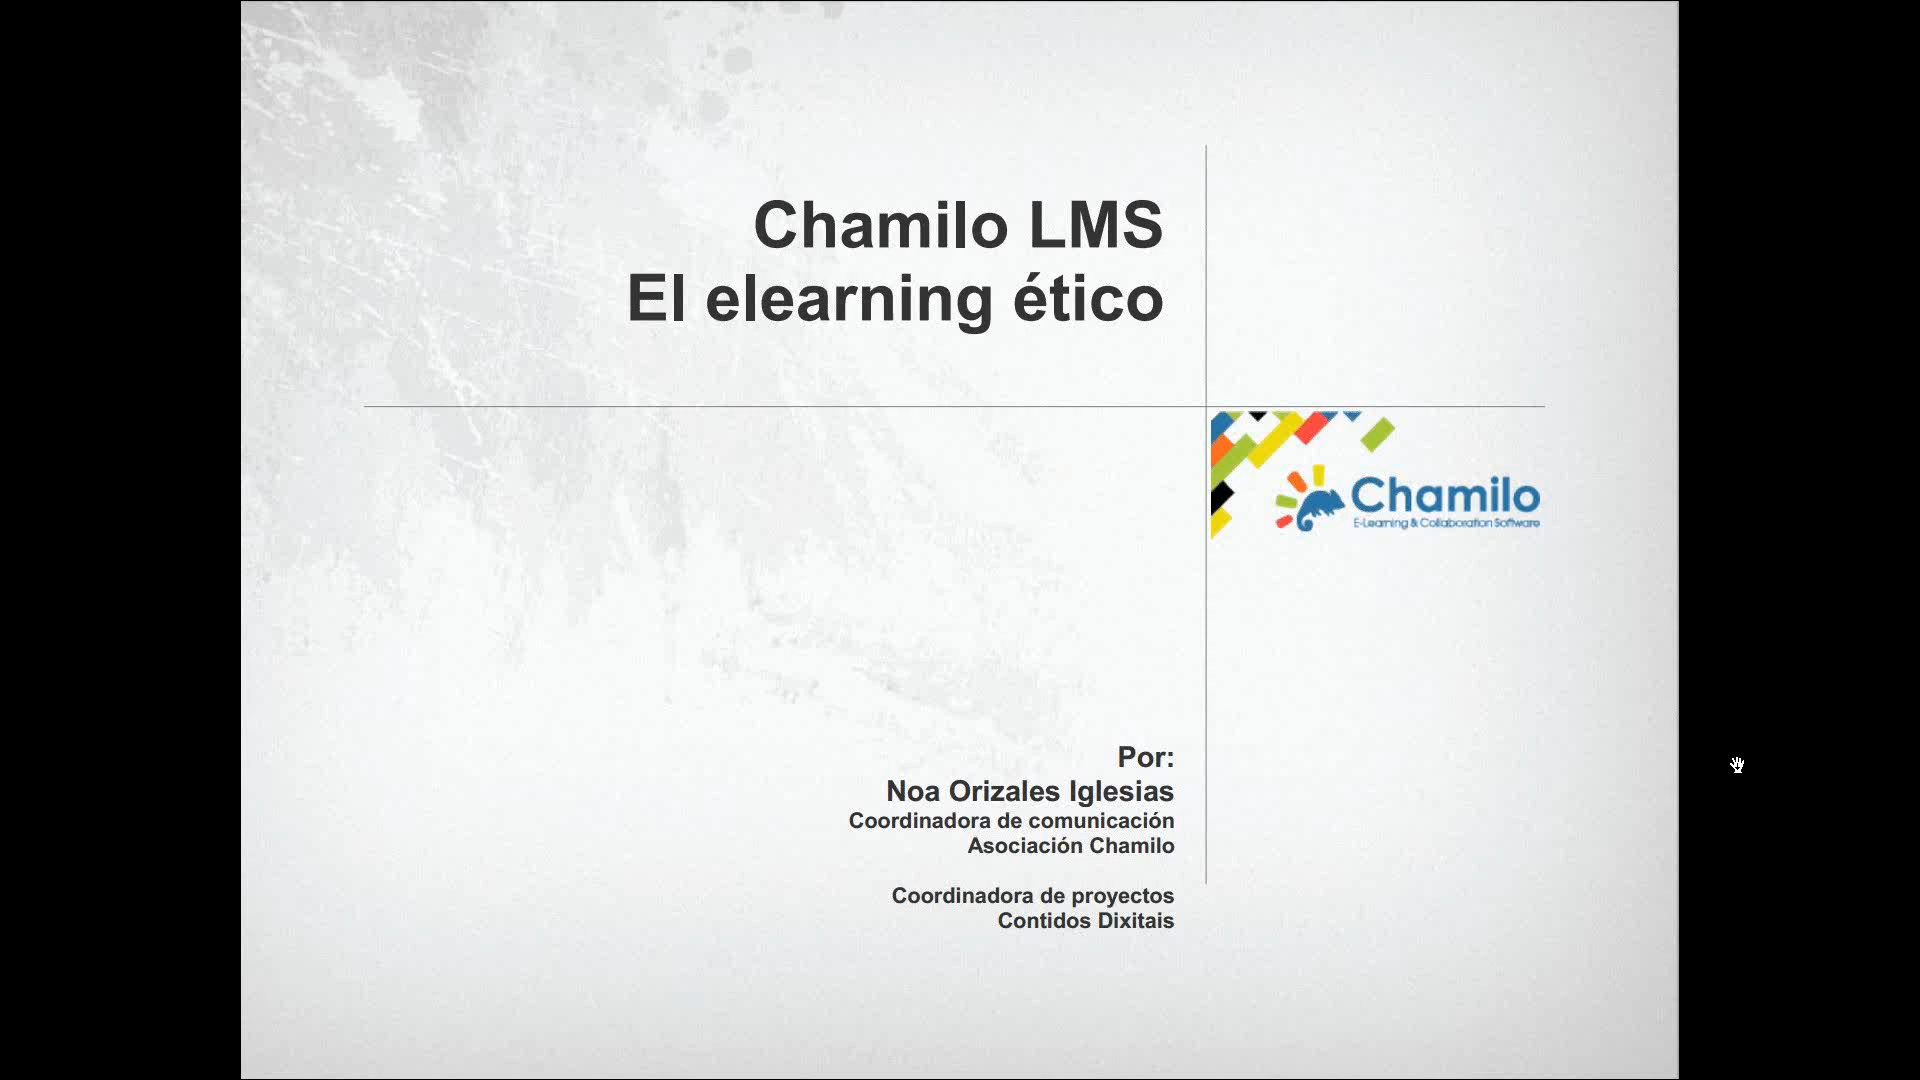 Chamilo LMS
El elearning ético
Chamilo
E-Learning & Collaboration Software
Por:
Noa Orizales Iglesias
Coordinadora de comunicación
Asociación Chamilo
Coordinadora de proyectos
Contidos Dixitais